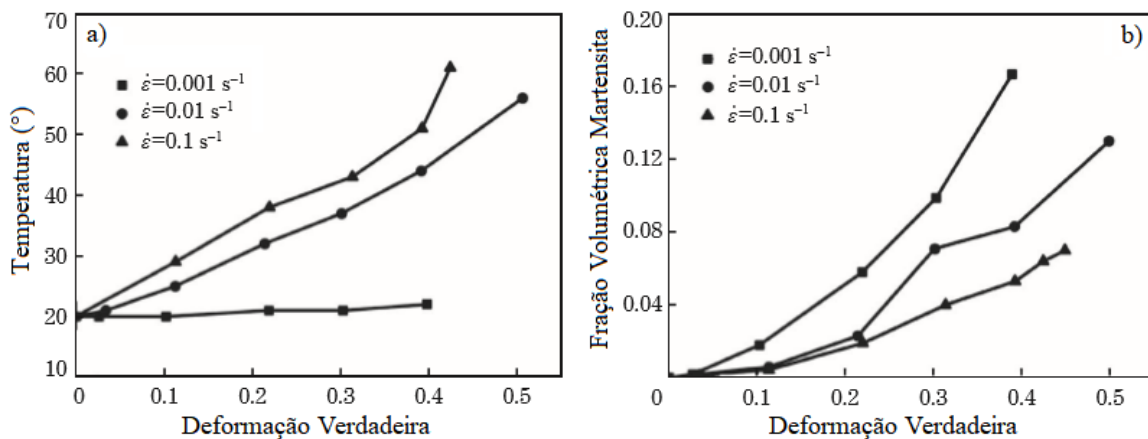 a)
70
60
50
40
30
20
10
Temperatura (°)
ε̇=0.001 s⁻¹
ε̇=0.01 s⁻¹
ε̇=0.1 s⁻¹
0 0.1 0.2 0.3 0.4 0.5
Deformação Verdadeira
b)
0.20
0.16
0.12
0.08
0.04
Fração Volumétrica Martensita
ε̇=0.001 s⁻¹
ε̇=0.01 s⁻¹
ε̇=0.1 s⁻¹
0 0.1 0.2 0.3 0.4 0.5
Deformação Verdadeira